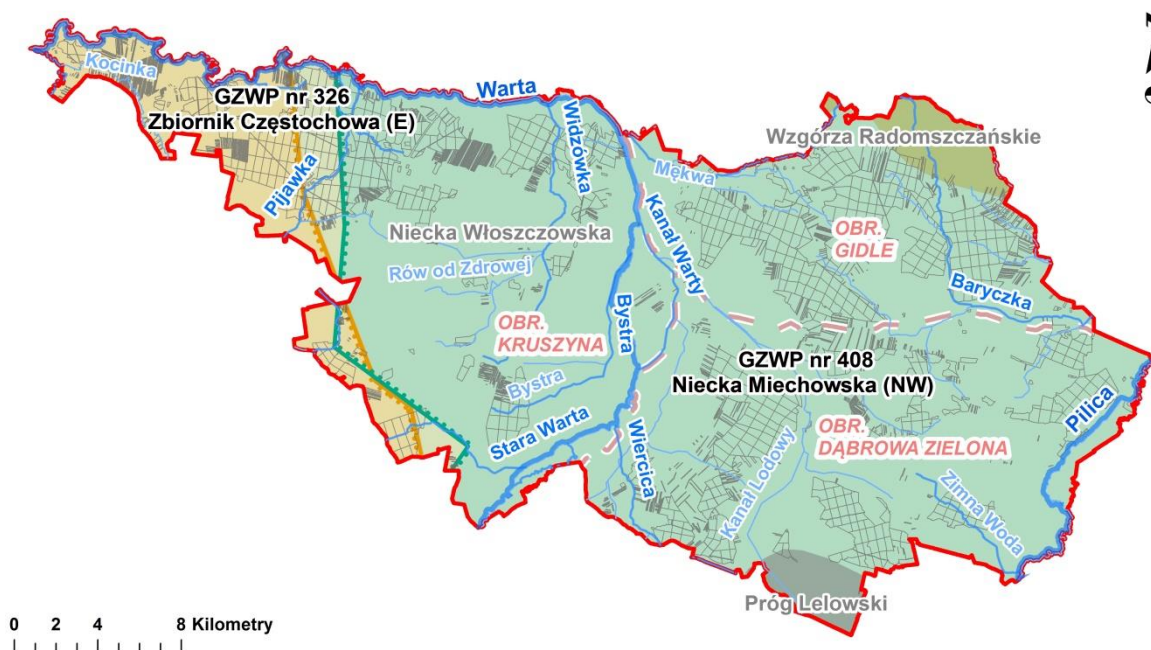 Kocinka
GZWP nr 326
Zbiornik Częstochowa (E)
Warta
Widzówka
Wzgórza Radomszczańskie
Mękwa
Pijawka
Niecka Włoszczowska
Kanał Warty
OBR.
GIDLE
Rów od Zdrowej
Baryczka
OBR.
KRUSZYNA
Bystra
GZWP nr 408
Niecka Miechowska (NW)
Bystra
Pilica
Stara Warta
Wiercica
OBR.
DĄBROWA ZIELONA
Kanał Lodowy
Zimna Woda
Próg Lelowski
0 2 4 8 Kilometry